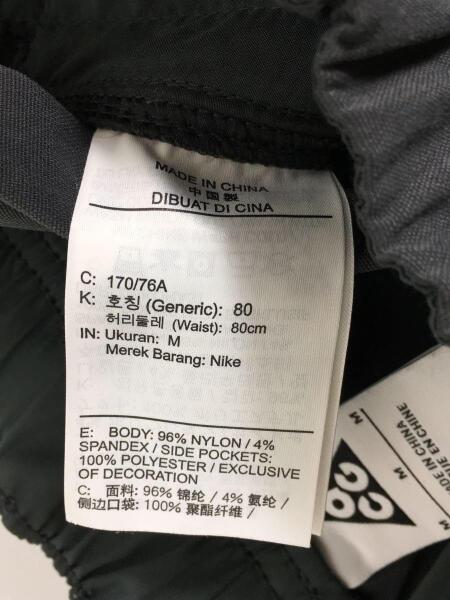 MADE IN CHINA
中国製
DIBUAT DI CINA
C: 170/76A
K: 호칭 (Generic): 80
허리둘레 (Waist): 80cm
IN: Ukuran: M
Merek Barang: Nike
E: BODY: 96% NYLON / 4%
SPANDEX / SIDE POCKETS:
100% POLYESTER / EXCLUSIVE
OF DECORATION
C: 面料: 96% 锦纶 / 4% 氨纶 /
侧边口袋: 100% 聚酯纤维 /
M
M
MADE IN CHINA
EN CHINE
M